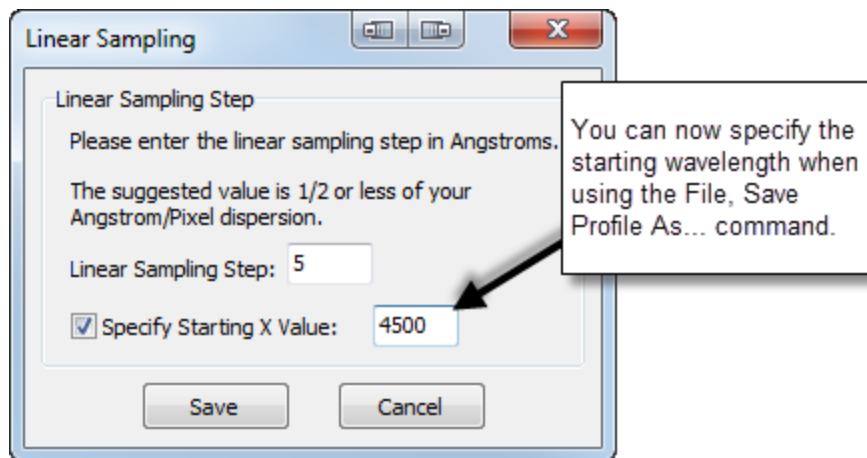 Linear Sampling
Linear Sampling Step
Please enter the linear sampling step in Angstroms.
The suggested value is 1/2 or less of your
Angstrom/Pixel dispersion.
Linear Sampling Step: 5
Specify Starting X Value: 4500
Save Cancel
You can now specify the
starting wavelength when
using the File, Save
Profile As... command.